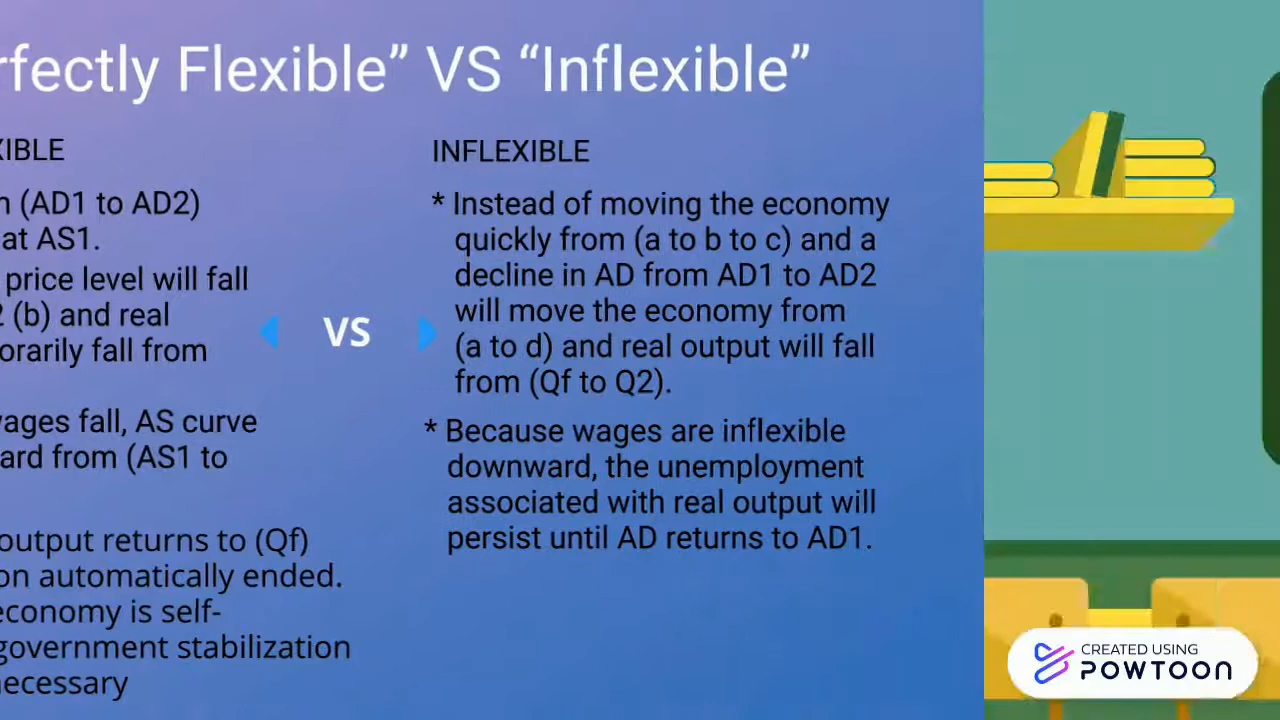 rfectly Flexible” VS “Inflexible”
XIBLE
n (AD1 to AD2)
at AS1.
price level will fall
2 (b) and real
orarily fall from
vages fall, AS curve
ard from (AS1 to
output returns to (Qf)
on automatically ended.
economy is self-
government stabilization
necessary
VS
INFLEXIBLE
* Instead of moving the economy
quickly from (a to b to c) and a
decline in AD from AD1 to AD2
will move the economy from
(a to d) and real output will fall
from (Qf to Q2).
* Because wages are inflexible
downward, the unemployment
associated with real output will
persist until AD returns to AD1.
CREATED USING
POWTOON